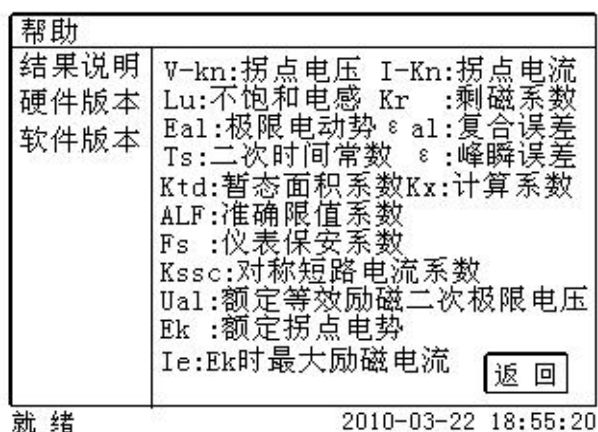 帮助
结果说明
硬件版本
软件版本
V-kn:拐点电压 I-Kn:拐点电流
Lu:不饱和电感 Kr :剩磁系数
Eal:极限电动势 εal:复合误差
Ts:二次时间常数 ε:峰瞬误差
Ktd:暂态面积系数Kx:计算系数
ALF:准确限值系数
Fs :仪表保安系数
Kssc:对称短路电流系数
Ual:额定等效励磁二次极限电压
Ek :额定拐点电势
Ie:Ek时最大励磁电流
返 回
就 绪 2010-03-22 18:55:20